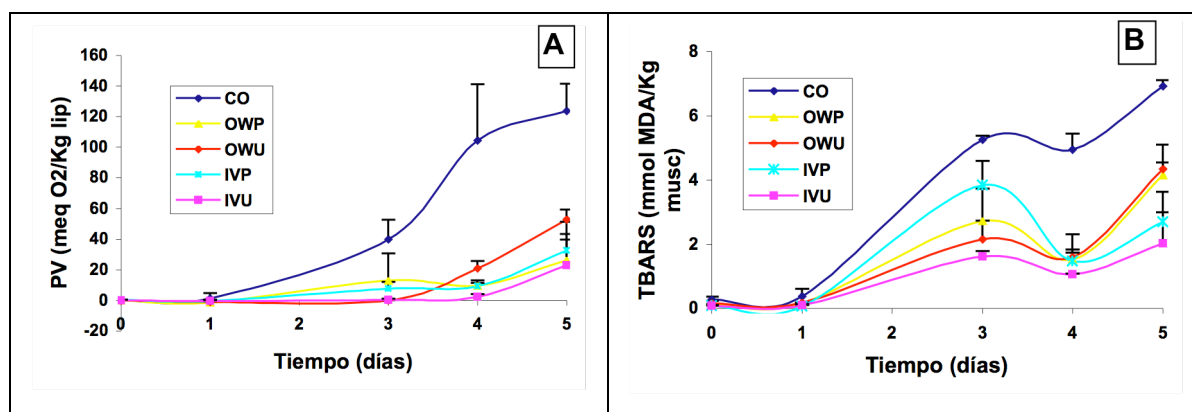 A
PV (meq O2/Kg lip)
160
140
120
100
80
60
40
20
0
-20
CO
OWP
OWU
IVP
IVU
0 1 2 3 4 5
Tiempo (días)
B
TBARS (mmol MDA/Kg
musc)
8
6
4
2
0
CO
OWP
OWU
IVP
IVU
0 1 2 3 4 5
Tiempo (días)